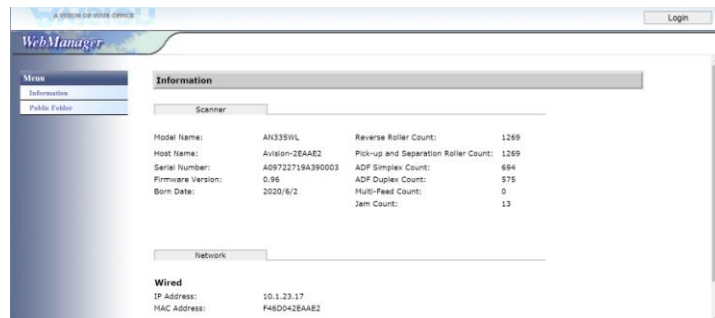 A VISION OF YOUR OFFICE
Login
WebManager
Menu
Information
Public Folder
Information
Scanner
Model Name: AN335WL Reverse Roller Count: 1269
Host Name: Avision-2EAAE2 Pick-up and Separation Roller Count: 1269
Serial Number: A09722719A390003 ADF Simplex Count: 694
Firmware Version: 0.96 ADF Duplex Count: 575
Born Date: 2020/6/2 Multi-Feed Count: 0
Jam Count: 13
Network
Wired
IP Address: 10.1.23.17
MAC Address: F46D042EAAE2